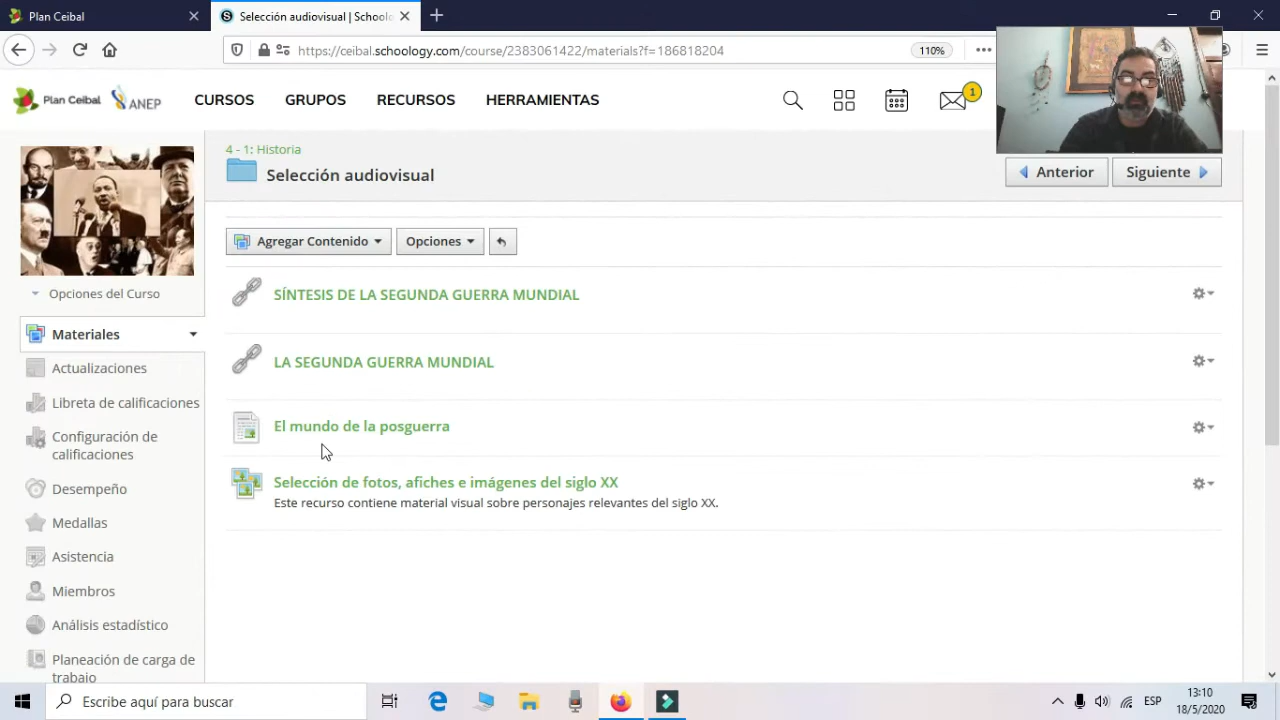 Plan Ceibal
Selección audiovisual | Schoolo
https://ceibal.schoology.com/course/2383061422/materials?f=186818204
110%
Plan Ceibal
ANEP
CURSOS
GRUPOS
RECURSOS
HERRAMIENTAS
1
4 - 1: Historia
Selección audiovisual
Anterior
Siguiente
Agregar Contenido
Opciones
Opciones del Curso
SÍNTESIS DE LA SEGUNDA GUERRA MUNDIAL
LA SEGUNDA GUERRA MUNDIAL
El mundo de la posguerra
Selección de fotos, afiches e imágenes del siglo XX
Este recurso contiene material visual sobre personajes relevantes del siglo XX.
Materiales
Actualizaciones
Libreta de calificaciones
Configuración de
calificaciones
Desempeño
Medallas
Asistencia
Miembros
Análisis estadístico
Planeación de carga de
trabajo
Escribe aquí para buscar
ESP
13:10
18/5/2020